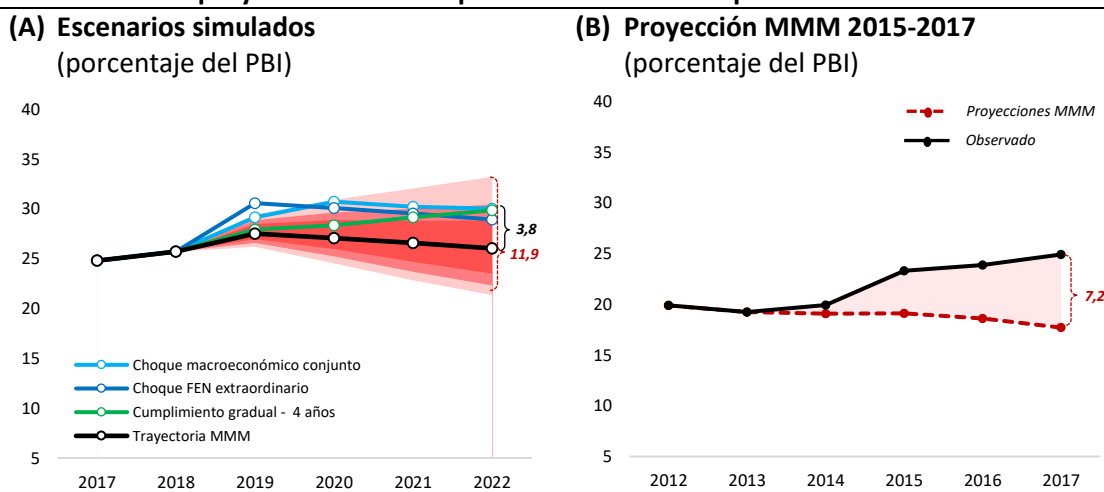 (A) Escenarios simulados
(porcentaje del PBI)
40
35
30
25
20
15
10
5
3,8
11,9
Choque macroeconómico conjunto
Choque FEN extraordinario
Cumplimiento gradual - 4 años
Trayectoria MMM
2017 2018 2019 2020 2021 2022
(B) Proyección MMM 2015-2017
(porcentaje del PBI)
40
35
30
25
20
15
10
5
Proyecciones MMM
Observado
7,2
2012 2013 2014 2015 2016 2017